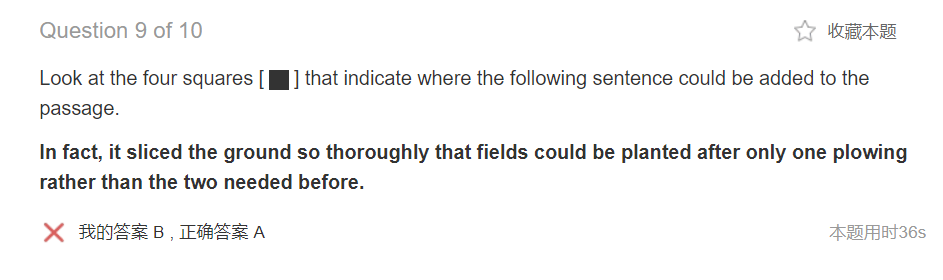 Question 9 of 10
收藏本题
Look at the four squares [ ■ ] that indicate where the following sentence could be added to the
passage.
In fact, it sliced the ground so thoroughly that fields could be planted after only one plowing
rather than the two needed before.
我的答案 B , 正确答案 A
本题用时36s